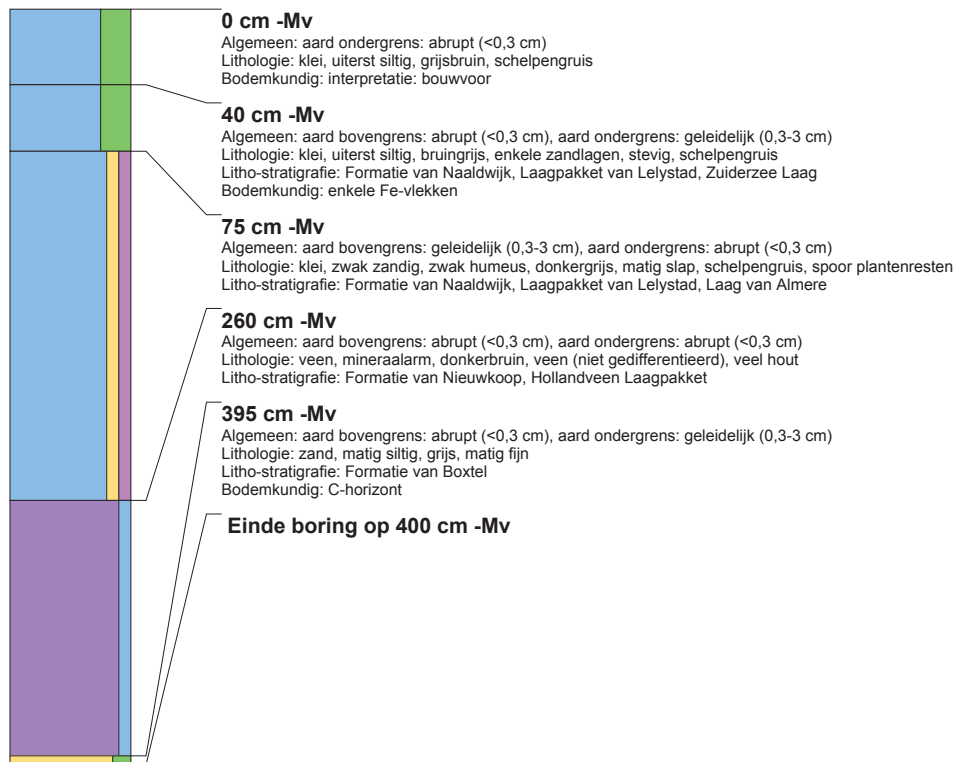 0 cm -Mv
Algemeen: aard ondergrens: abrupt (<0,3 cm)
Lithologie: klei, uiterst siltig, grijsbruin, schelpengruis
Bodemkundig: interpretatie: bouwvoor
40 cm -Mv
Algemeen: aard bovengrens: abrupt (<0,3 cm), aard ondergrens: geleidelijk (0,3-3 cm)
Lithologie: klei, uiterst siltig, bruingrijs, enkele zandlagen, stevig, schelpengruis
Litho-stratigrafie: Formatie van Naaldwijk, Laagpakket van Lelystad, Zuiderzee Laag
Bodemkundig: enkele Fe-vlekken
75 cm -Mv
Algemeen: aard bovengrens: geleidelijk (0,3-3 cm), aard ondergrens: abrupt (<0,3 cm)
Lithologie: klei, zwak zandig, zwak humeus, donkergrijs, matig slap, schelpengruis, spoor plantenresten
Litho-stratigrafie: Formatie van Naaldwijk, Laagpakket van Lelystad, Laag van Almere
260 cm -Mv
Algemeen: aard bovengrens: abrupt (<0,3 cm), aard ondergrens: abrupt (<0,3 cm)
Lithologie: veen, mineraalarm, donkerbruin, veen (niet gedifferentieerd), veel hout
Litho-stratigrafie: Formatie van Nieuwkoop, Hollandveen Laagpakket
395 cm -Mv
Algemeen: aard bovengrens: abrupt (<0,3 cm), aard ondergrens: geleidelijk (0,3-3 cm)
Lithologie: zand, matig siltig, grijs, matig fijn
Litho-stratigrafie: Formatie van Boxtel
Bodemkundig: C-horizont
Einde boring op 400 cm -Mv